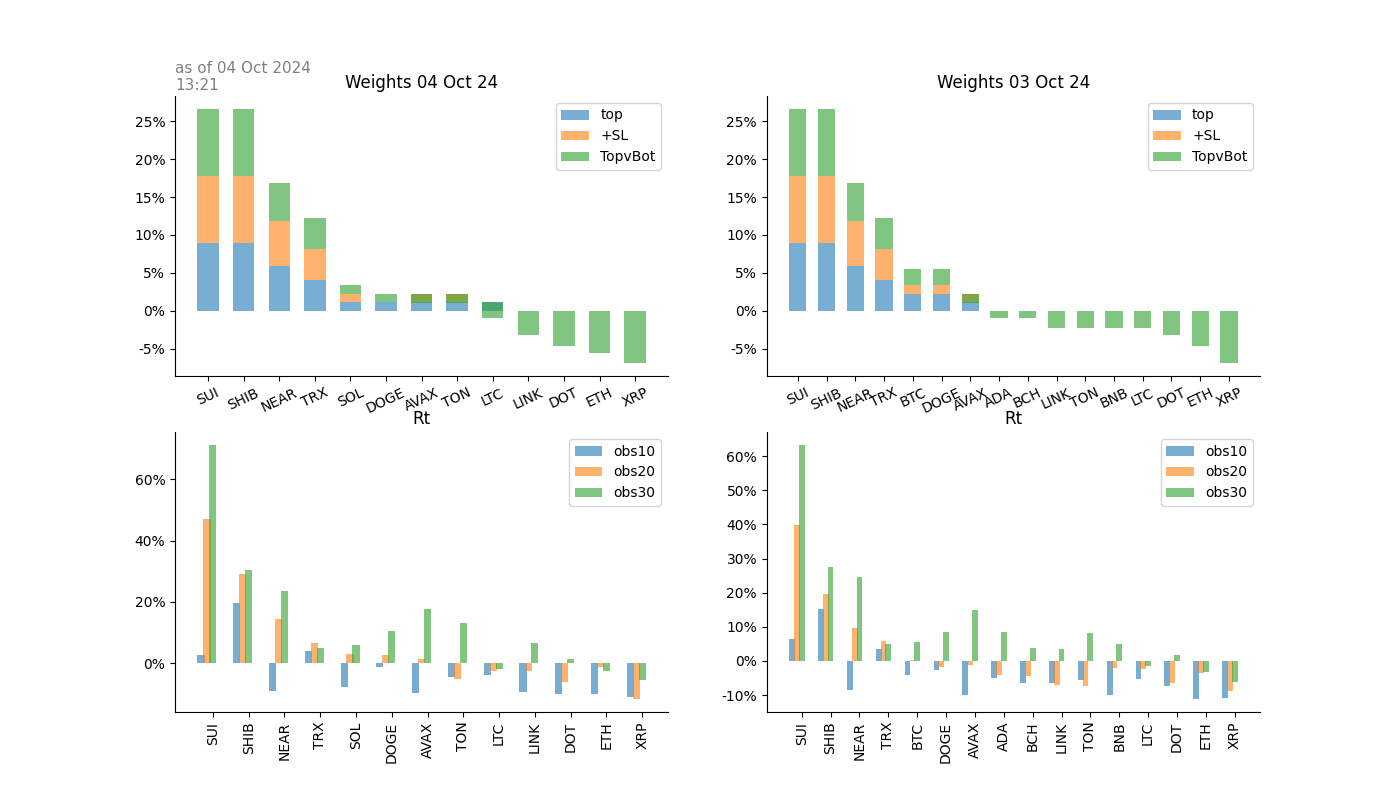 as of 04 Oct 2024
13:21
Weights 04 Oct 24
25%
20%
15%
10%
5%
0%
-5%
top
+SL
TopvBot
SUI SHIB NEAR TRX SOL DOGE AVAX TON LTC LINK DOT ETH XRP
Weights 03 Oct 24
25%
20%
15%
10%
5%
0%
-5%
top
+SL
TopvBot
SUI SHIB NEAR TRX BTC DOGE AVAX ADA BCH LINK TON BNB LTC DOT ETH XRP
Rt
60%
40%
20%
0%
obs10
obs20
obs30
SUI SHIB NEAR TRX SOL DOGE AVAX TON LTC LINK DOT ETH XRP
Rt
60%
50%
40%
30%
20%
10%
0%
-10%
obs10
obs20
obs30
SUI SHIB NEAR TRX BTC DOGE AVAX ADA BCH LINK TON BNB LTC DOT ETH XRP